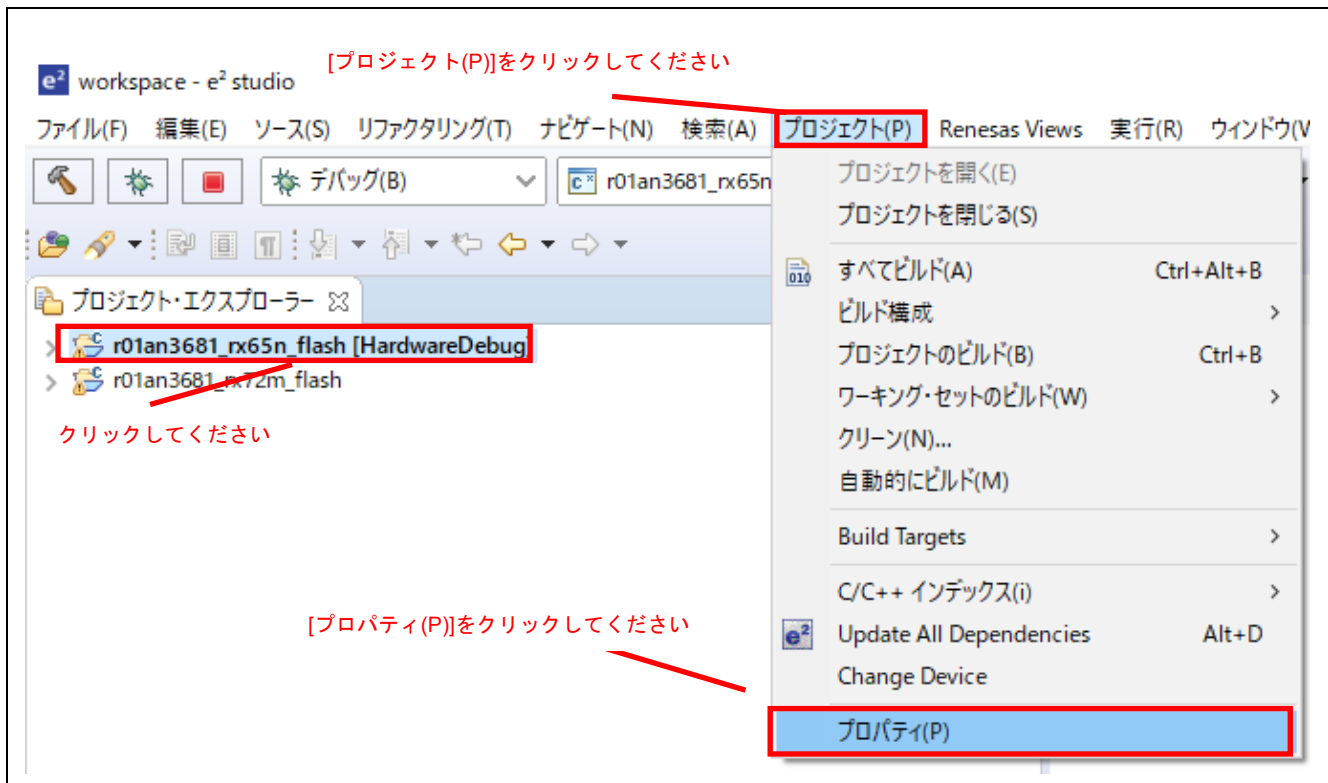 [プロジェクト(P)]をクリックしてください
e² workspace - e² studio
ファイル(F) 編集(E) ソース(S) リファクタリング(T) ナビゲート(N) 検索(A) プロジェクト(P) Renesas Views 実行(R) ウィンドウ(W
デバッグ(B) r01an3681_rx65n
プロジェクト・エクスプローラー
r01an3681_rx65n_flash [HardwareDebug]
r01an3681_rx72m_flash
クリックしてください
プロジェクトを開く(E)
プロジェクトを閉じる(S)
すべてビルド(A) Ctrl+Alt+B
ビルド構成
プロジェクトのビルド(B) Ctrl+B
ワーキング・セットのビルド(W)
クリーン(N)...
自動的にビルド(M)
Build Targets
C/C++ インデックス(i)
[プロパティ(P)]をクリックしてください
e² Update All Dependencies Alt+D
Change Device
プロパティ(P)